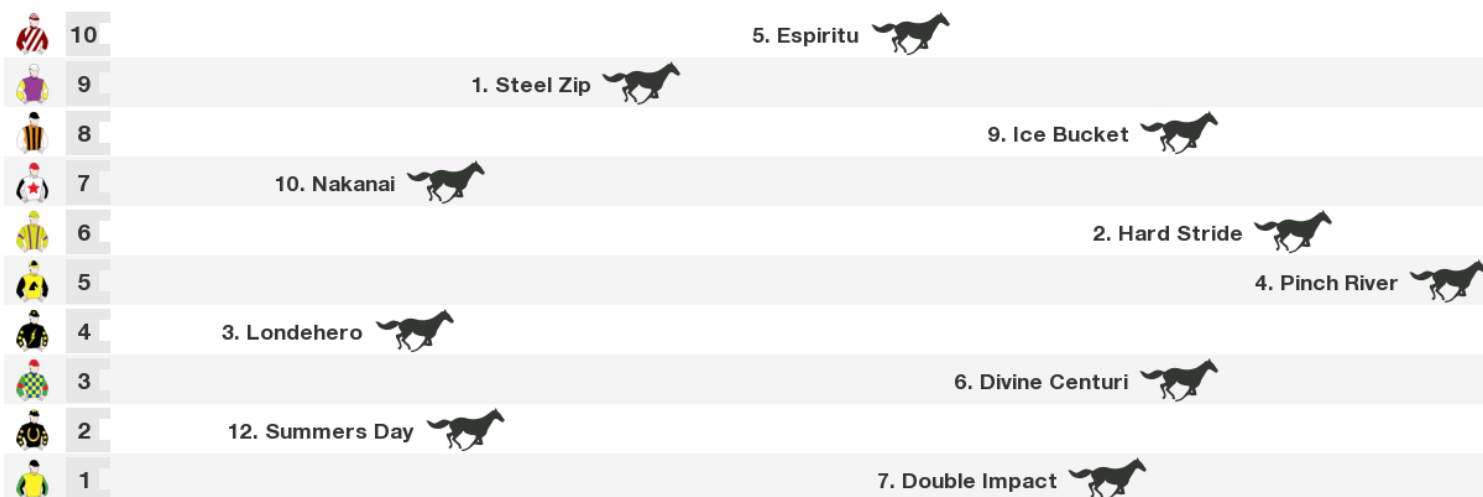 10 5. Espiritu
9 1. Steel Zip
8 9. Ice Bucket
7 10. Nakanai
6 2. Hard Stride
5 4. Pinch River
4 3. Londehero
3 6. Divine Centuri
2 12. Summers Day
1 7. Double Impact